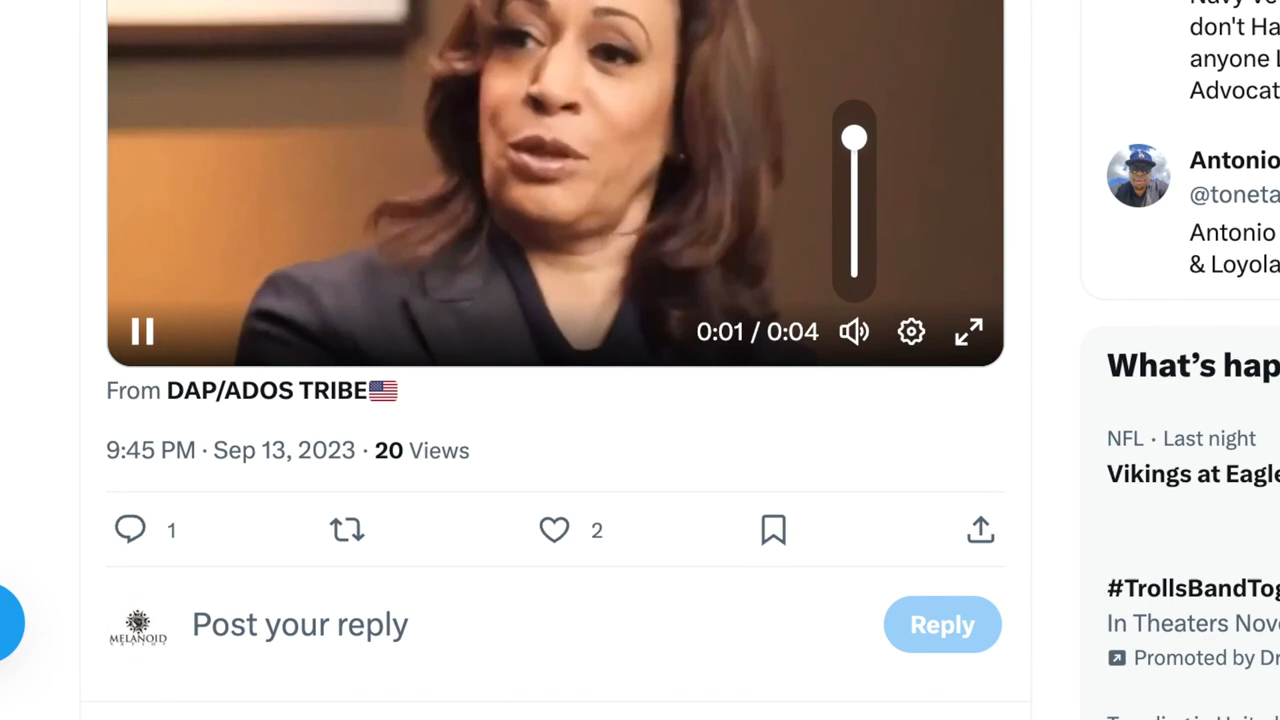 Navy Ve
don't Ha
anyone L
Advocat
Antonio
@toneta
Antonio
& Loyola
0:01 / 0:04
From DAP/ADOS TRIBE🇺🇸
9:45 PM · Sep 13, 2023 · 20 Views
1
2
MELANOID
Post your reply
Reply
What's hap
NFL · Last night
Vikings at Eagle
#TrollsBandTog
In Theaters Nov
Promoted by Dr